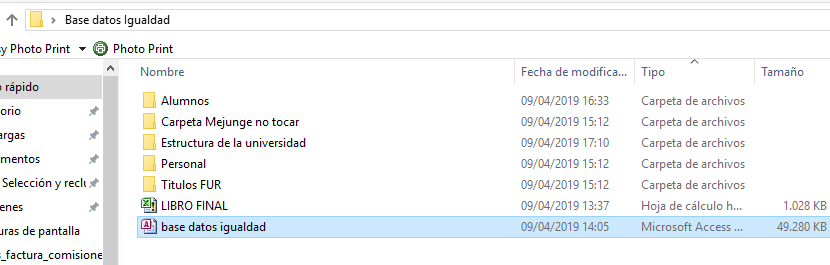 Base datos Igualdad
sy Photo Print Photo Print
Nombre Fecha de modifica... Tipo Tamaño
o rápido
Alumnos 09/04/2019 16:33 Carpeta de archivos
orio
Carpeta Mejunge no tocar 09/04/2019 15:12 Carpeta de archivos
argas
Estructura de la universidad 09/04/2019 17:10 Carpeta de archivos
mentos
Personal 09/04/2019 15:12 Carpeta de archivos
Selección y reclu
Titulos FUR 09/04/2019 15:12 Carpeta de archivos
enes
LIBRO FINAL 09/04/2019 13:37 Hoja de cálculo h... 1.028 KB
uras de pantalla
base datos igualdad 09/04/2019 14:05 Microsoft Access ... 49.280 KB
s_factura_comisione